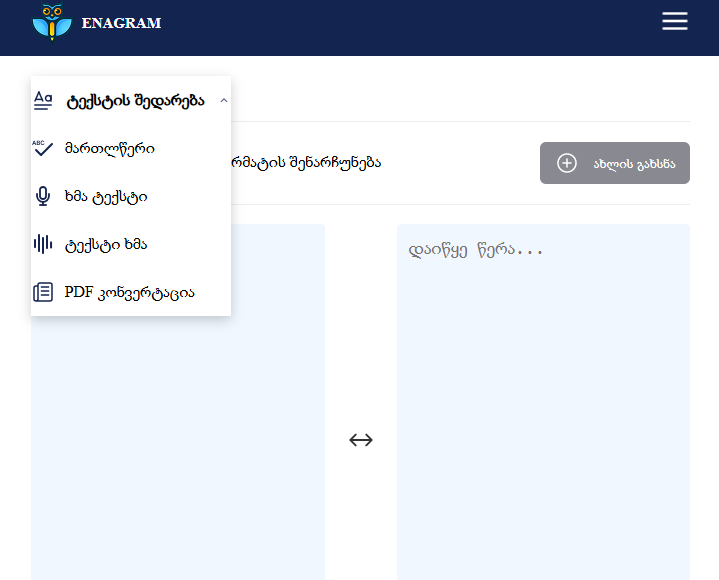 ENAGRAM
ტექსტის შედარება
მართლწერი
რმატის შენარჩუნება
ახლის გახსნა
ხმა ტექსტი
ტექსტი ხმა
PDF კონვერტაცია
დაიწყე წერა...